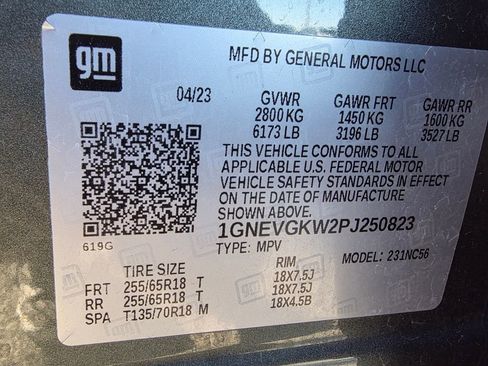 gm
MFD BY GENERAL MOTORS LLC
04/23 GVWR GAWR FRT GAWR RR
2800 KG 1450 KG 1600 KG
6173 LB 3196 LB 3527 LB
THIS VEHICLE CONFORMS TO ALL
APPLICABLE U.S. FEDERAL MOTOR
VEHICLE SAFETY STANDARDS IN EFFECT
ON THE DATE OF MANUFACTURE
SHOWN ABOVE.
1GNEVGKW2PJ250823
619G
TYPE: MPV MODEL: 231NC56
TIRE SIZE RIM
FRT 255/65R18 T 18X7.5J
RR 255/65R18 T 18X7.5J
SPA T135/70R18 M 18X4.5B